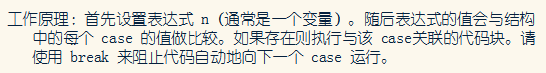 工作原理：首先设置表达式 n（通常是一个变量）。随后表达式的值会与结构
中的每个 case 的值做比较。如果存在则执行与该 case关联的代码块。请
使用 break 来阻止代码自动地向下一个 case 运行。